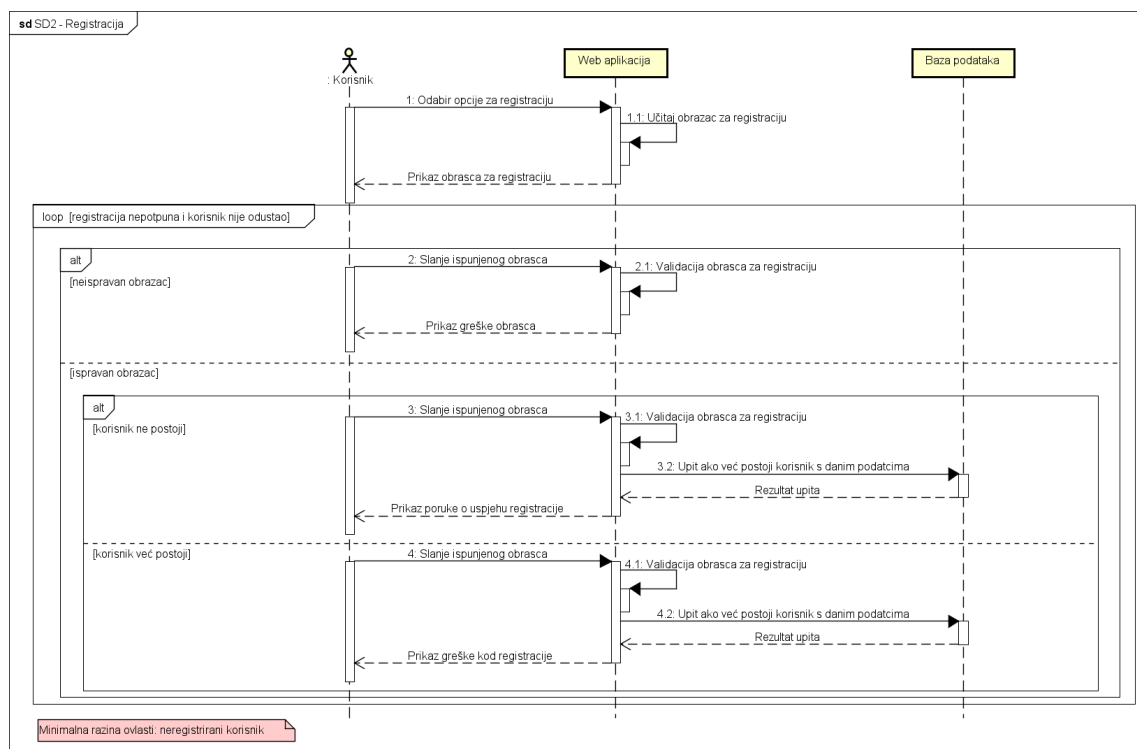 sd SD2 - Registracija
: Korisnik
Web aplikacija
Baza podataka
1: Odabir opcije za registraciju
1.1: Učitaj obrazac za registraciju
Prikaz obrasca za registraciju
loop [registracija nepotpuna i korisnik nije odustao]
alt
[neispravan obrazac]
2: Slanje ispunjenog obrasca
2.1: Validacija obrasca za registraciju
Prikaz greške obrasca
[ispravan obrazac]
alt
[korisnik ne postoji]
3: Slanje ispunjenog obrasca
3.1: Validacija obrasca za registraciju
3.2: Upit ako već postoji korisnik s danim podatcima
Rezultat upita
Prikaz poruke o uspjehu registracije
[korisnik već postoji]
4: Slanje ispunjenog obrasca
4.1: Validacija obrasca za registraciju
4.2: Upit ako već postoji korisnik s danim podatcima
Rezultat upita
Prikaz greške kod registracije
Minimalna razina ovlasti: neregistrirani korisnik